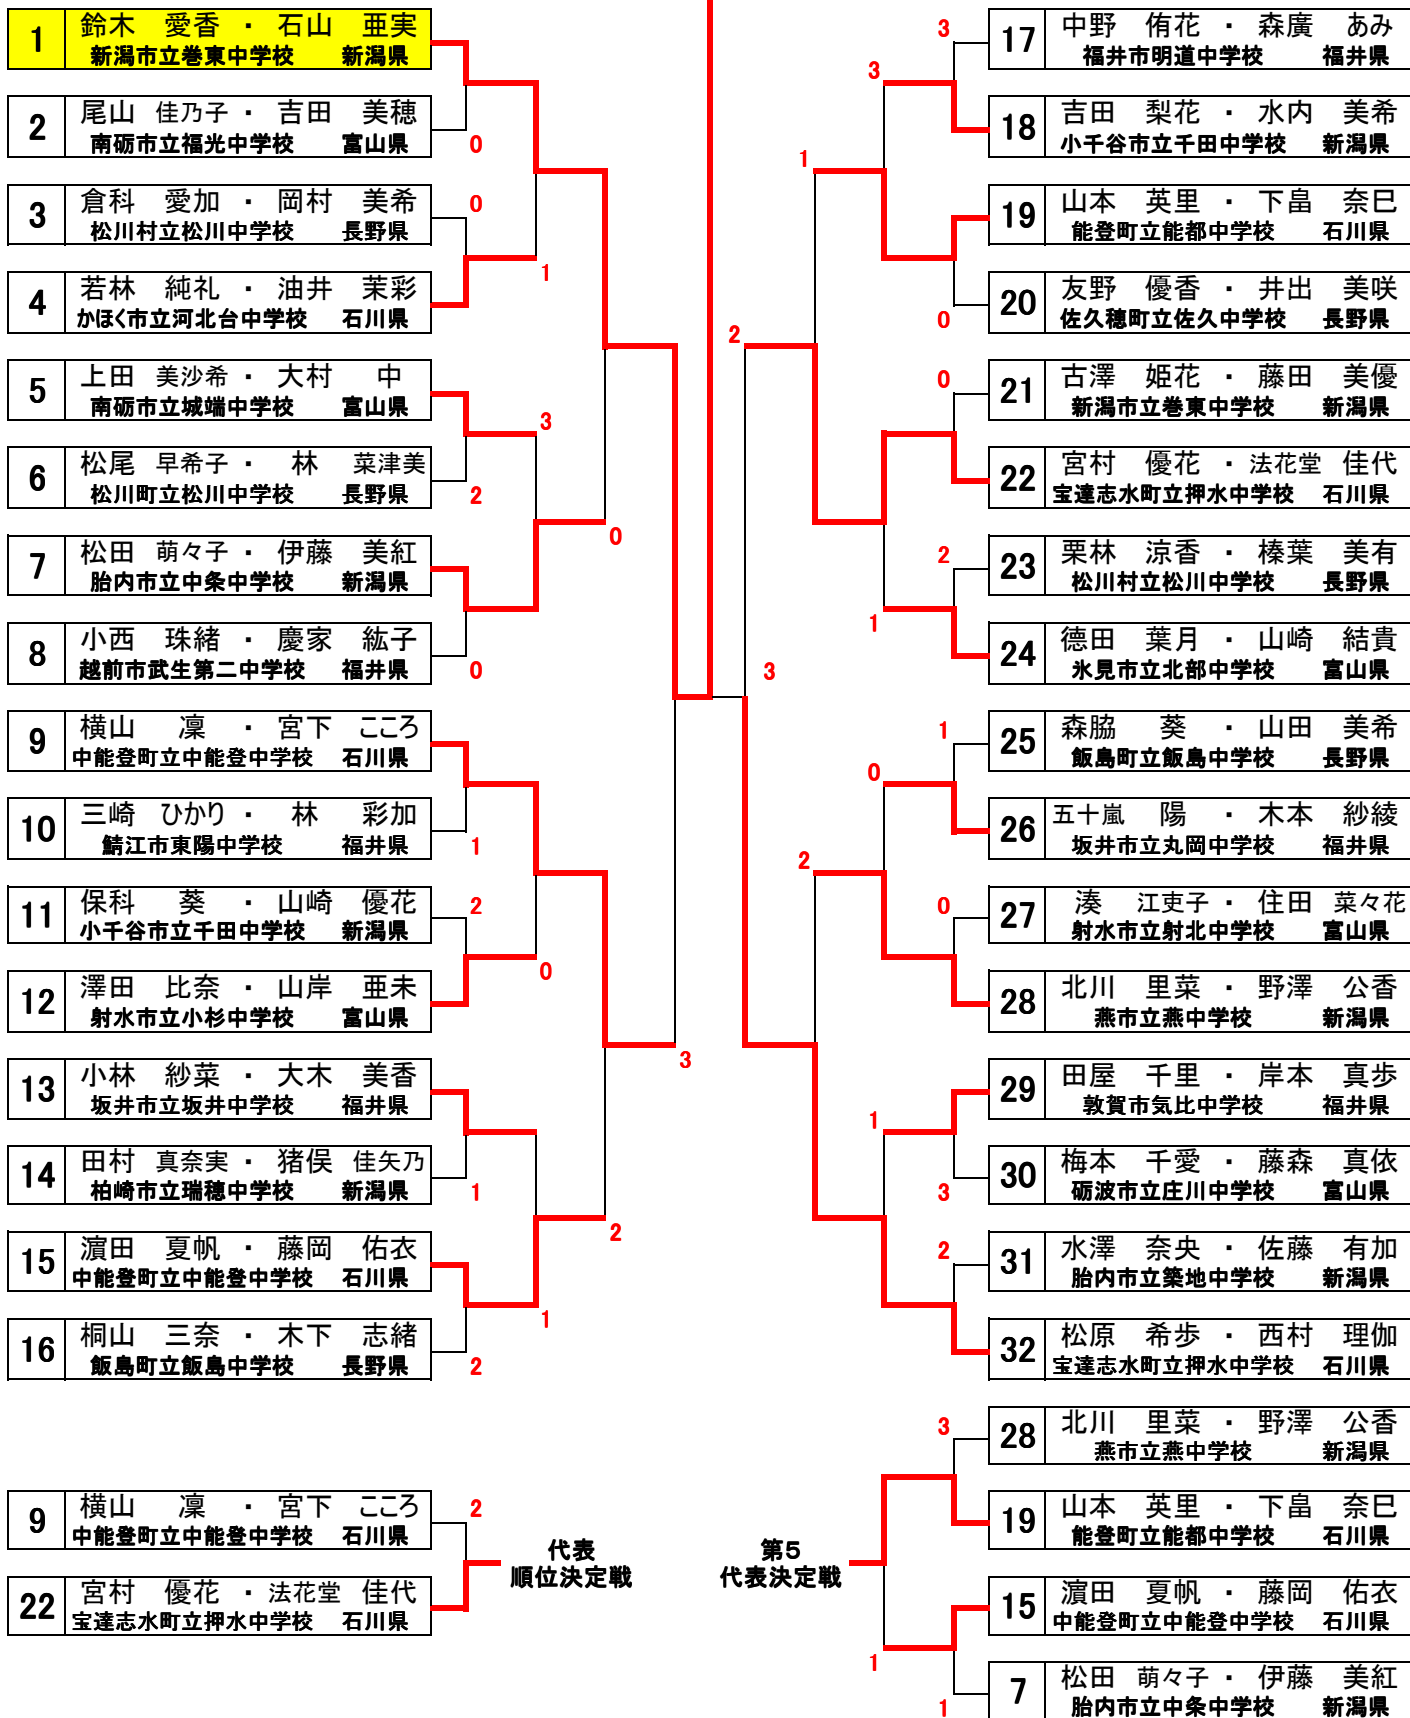 1 鈴木 愛香 ・ 石山 亜実
新潟市立巻東中学校 新潟県
2 尾山 佳乃子 ・ 吉田 美穂
南砺市立福光中学校 富山県
0
3 倉科 愛加 ・ 岡村 美希
松川村立松川中学校 長野県
0
4 若林 純礼 ・ 油井 茉彩
かほく市立河北台中学校 石川県
1
5 上田 美沙希 ・ 大村 中
南砺市立城端中学校 富山県
3
6 松尾 早希子 ・ 林 菜津美
松川町立松川中学校 長野県
2
7 松田 萌々子 ・ 伊藤 美紅
胎内市立中条中学校 新潟県
0
8 小西 珠緒 ・ 慶家 紘子
越前市武生第二中学校 福井県
0
9 横山 凜 ・ 宮下 こころ
中能登町立中能登中学校 石川県
10 三崎 ひかり ・ 林 彩加
鯖江市東陽中学校 福井県
1
11 保科 葵 ・ 山崎 優花
小千谷市立千田中学校 新潟県
2
12 澤田 比奈 ・ 山岸 亜未
射水市立小杉中学校 富山県
0
3
13 小林 紗菜 ・ 大木 美香
坂井市立坂井中学校 福井県
14 田村 真奈実 ・ 猪俣 佳矢乃
柏崎市立瑞穂中学校 新潟県
1
15 濵田 夏帆 ・ 藤岡 佑衣
中能登町立中能登中学校 石川県
2
1
16 桐山 三奈 ・ 木下 志緒
飯島町立飯島中学校 長野県
2
17 中野 侑花 ・ 森廣 あみ
福井市明道中学校 福井県
3
3
18 吉田 梨花 ・ 水内 美希
小千谷市立千田中学校 新潟県
1
19 山本 英里 ・ 下畠 奈巳
能登町立能都中学校 石川県
20 友野 優香 ・ 井出 美咲
佐久穂町立佐久中学校 長野県
0
2
21 古澤 姫花 ・ 藤田 美優
新潟市立巻東中学校 新潟県
0
22 宮村 優花 ・ 法花堂 佳代
宝達志水町立押水中学校 石川県
23 栗林 涼香 ・ 榛葉 美有
松川村立松川中学校 長野県
2
1
24 德田 葉月 ・ 山崎 結貴
氷見市立北部中学校 富山県
3
25 森脇 葵 ・ 山田 美希
飯島町立飯島中学校 長野県
1
0
26 五十嵐 陽 ・ 木本 紗綾
坂井市立丸岡中学校 福井県
2
27 湊 江吏子 ・ 住田 菜々花
射水市立射北中学校 富山県
0
28 北川 里菜 ・ 野澤 公香
燕市立燕中学校 新潟県
29 田屋 千里 ・ 岸本 真歩
敦賀市気比中学校 福井県
1
30 梅本 千愛 ・ 藤森 真依
砺波市立庄川中学校 富山県
3
31 水澤 奈央 ・ 佐藤 有加
胎内市立築地中学校 新潟県
2
32 松原 希歩 ・ 西村 理伽
宝達志水町立押水中学校 石川県
9 横山 凜 ・ 宮下 こころ
中能登町立中能登中学校 石川県
2
22 宮村 優花 ・ 法花堂 佳代
宝達志水町立押水中学校 石川県
代表
順位決定戦
第5
代表決定戦
28 北川 里菜 ・ 野澤 公香
燕市立燕中学校 新潟県
3
19 山本 英里 ・ 下畠 奈巳
能登町立能都中学校 石川県
15 濵田 夏帆 ・ 藤岡 佑衣
中能登町立中能登中学校 石川県
1
7 松田 萌々子 ・ 伊藤 美紅
胎内市立中条中学校 新潟県
1